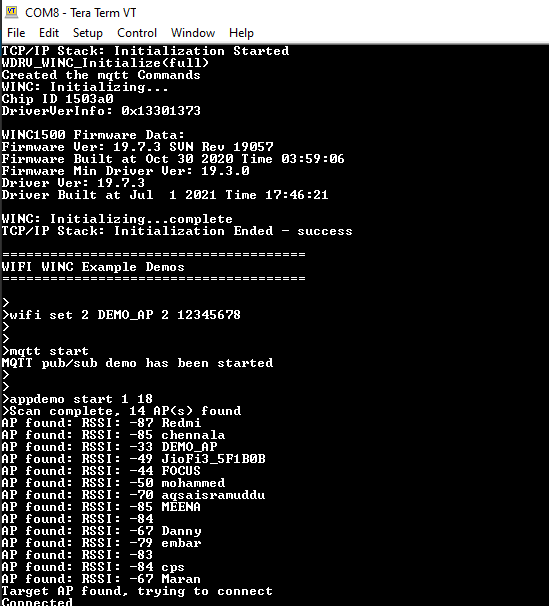 COM8 - Tera Term VT
File Edit Setup Control Window Help
TCP/IP Stack: Initialization Started
WDRV_WINC_Initialize(full)
Created the mqtt Commands
WINC: Initializing...
Chip ID 1503a0
DriverVerInfo: 0x13301373
WINC1500 Firmware Data:
Firmware Ver: 19.7.3 SVN Rev 19057
Firmware Built at Oct 30 2020 Time 03:59:06
Firmware Min Driver Ver: 19.3.0
Driver Ver: 19.7.3
Driver Built at Jul  1 2021 Time 17:46:21
WINC: Initializing...complete
TCP/IP Stack: Initialization Ended - success
======================================
WIFI WINC Example Demos
======================================
>
>wifi set 2 DEMO_AP 2 12345678
>
>
>mqtt start
MQTT pub/sub demo has been started
>
>
>appdemo start 1 18
>Scan complete, 14 AP(s) found
AP found: RSSI: -87 Redmi
AP found: RSSI: -85 chennala
AP found: RSSI: -33 DEMO_AP
AP found: RSSI: -49 JioFi3_5F1B0B
AP found: RSSI: -44 FOCUS
AP found: RSSI: -50 mohammed
AP found: RSSI: -70 aqsaisramuddu
AP found: RSSI: -85 MEENA
AP found: RSSI: -84
AP found: RSSI: -67 Danny
AP found: RSSI: -79 embar
AP found: RSSI: -83
AP found: RSSI: -84 cps
AP found: RSSI: -67 Maran
Target AP found, trying to connect
Connected